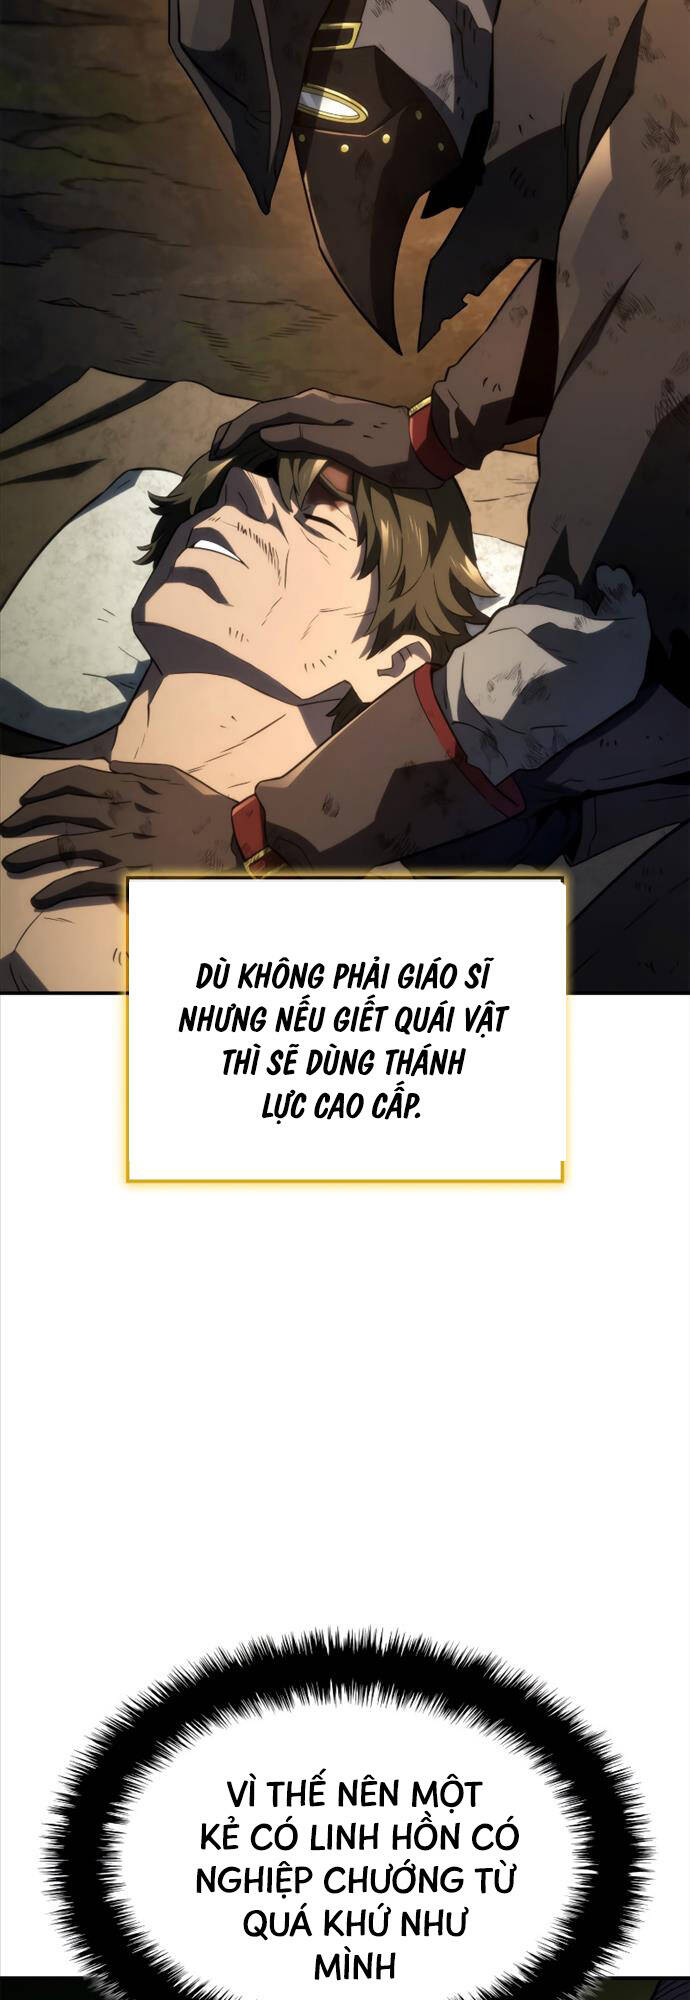 DÙ KHÔNG PHẢI GIÁO SĨ
NHƯNG NẾU GIẾT QUÁI VẬT
THÌ SẼ DÙNG THÁNH
LỰC CAO CẤP.
VÌ THẾ NÊN MỘT
KẺ CÓ LINH HỒN CÓ
NGHIỆP CHƯỚNG TỪ
QUÁ KHỨ NHƯ
MÌNH